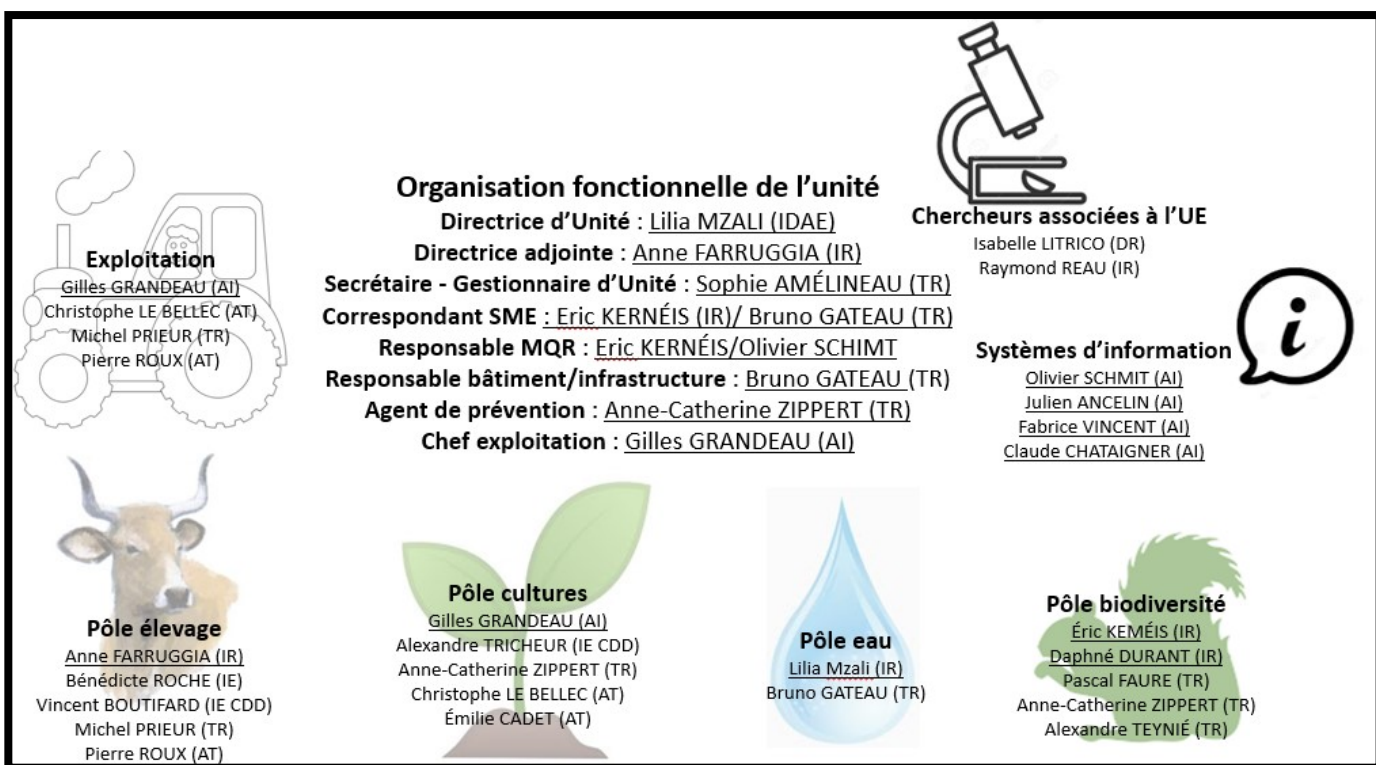 Organisation fonctionnelle de l’unité
Directrice d’Unité : Lilia MZALI (IDAE)
Directrice adjointe : Anne FARRUGGIA (IR)
Secrétaire - Gestionnaire d’Unité : Sophie AMÉLINEAU (TR)
Correspondant SME : Eric KERNÉIS (IR)/ Bruno GATEAU (TR)
Responsable MQR : Eric KERNÉIS/Olivier SCHIMT
Responsable bâtiment/infrastructure : Bruno GATEAU (TR)
Agent de prévention : Anne-Catherine ZIPPERT (TR)
Chef exploitation : Gilles GRANDEAU (AI)
Chercheurs associées à l’UE
Isabelle LITRICO (DR)
Raymond REAU (IR)
Exploitation
Gilles GRANDEAU (AI)
Christophe LE BELLEC (AT)
Michel PRIEUR (TR)
Pierre ROUX (AT)
Systèmes d’information
Olivier SCHMIT (AI)
Julien ANCELIN (AI)
Fabrice VINCENT (AI)
Claude CHATAIGNER (AI)
Pôle élevage
Anne FARRUGGIA (IR)
Bénédicte ROCHE (IE)
Vincent BOUTIFARD (IE CDD)
Michel PRIEUR (TR)
Pierre ROUX (AT)
Pôle cultures
Gilles GRANDEAU (AI)
Alexandre TRICHEUR (IE CDD)
Anne-Catherine ZIPPERT (TR)
Christophe LE BELLEC (AT)
Émilie CADET (AT)
Pôle eau
Lilia Mzali (IR)
Bruno GATEAU (TR)
Pôle biodiversité
Éric KEMÉIS (IR)
Daphné DURANT (IR)
Pascal FAURE (TR)
Anne-Catherine ZIPPERT (TR)
Alexandre TEYNIÉ (TR)